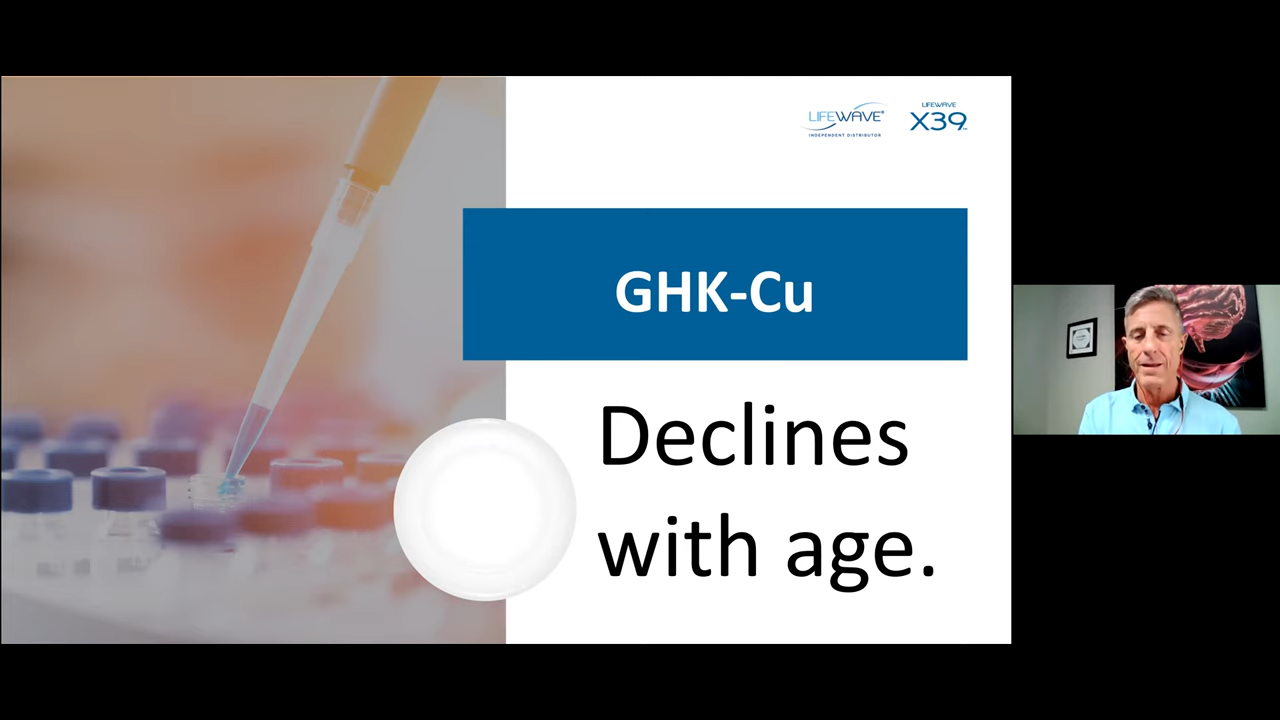 LIFEWAVE®
INDEPENDENT DISTRIBUTOR
LIFEWAVE
X39
GHK-Cu
Declines
with age.